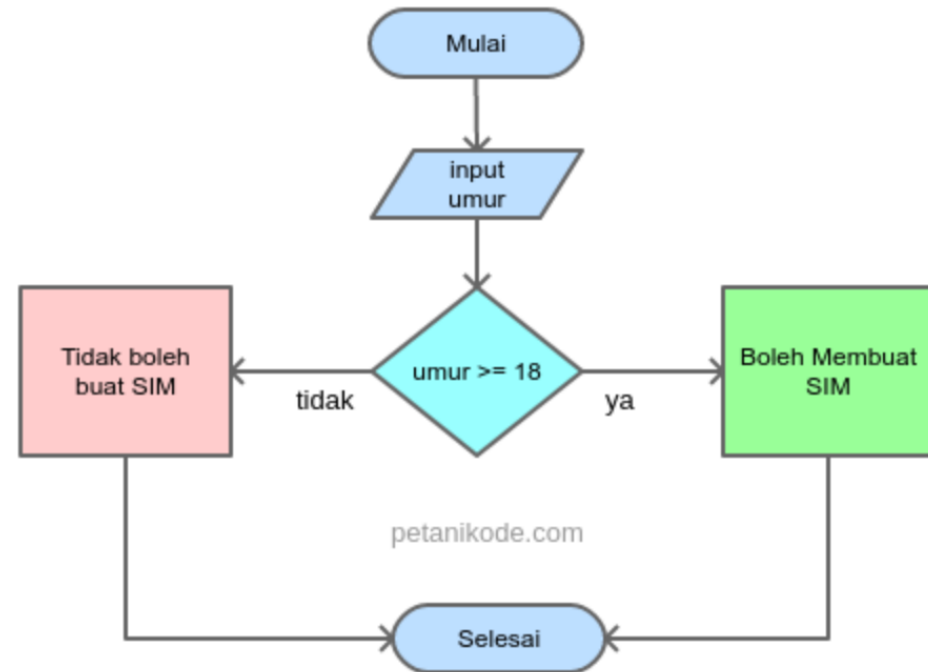 Mulai
input
umur
umur >= 18
Tidak boleh
buat SIM
tidak
ya
Boleh Membuat
SIM
petanikode.com
Selesai